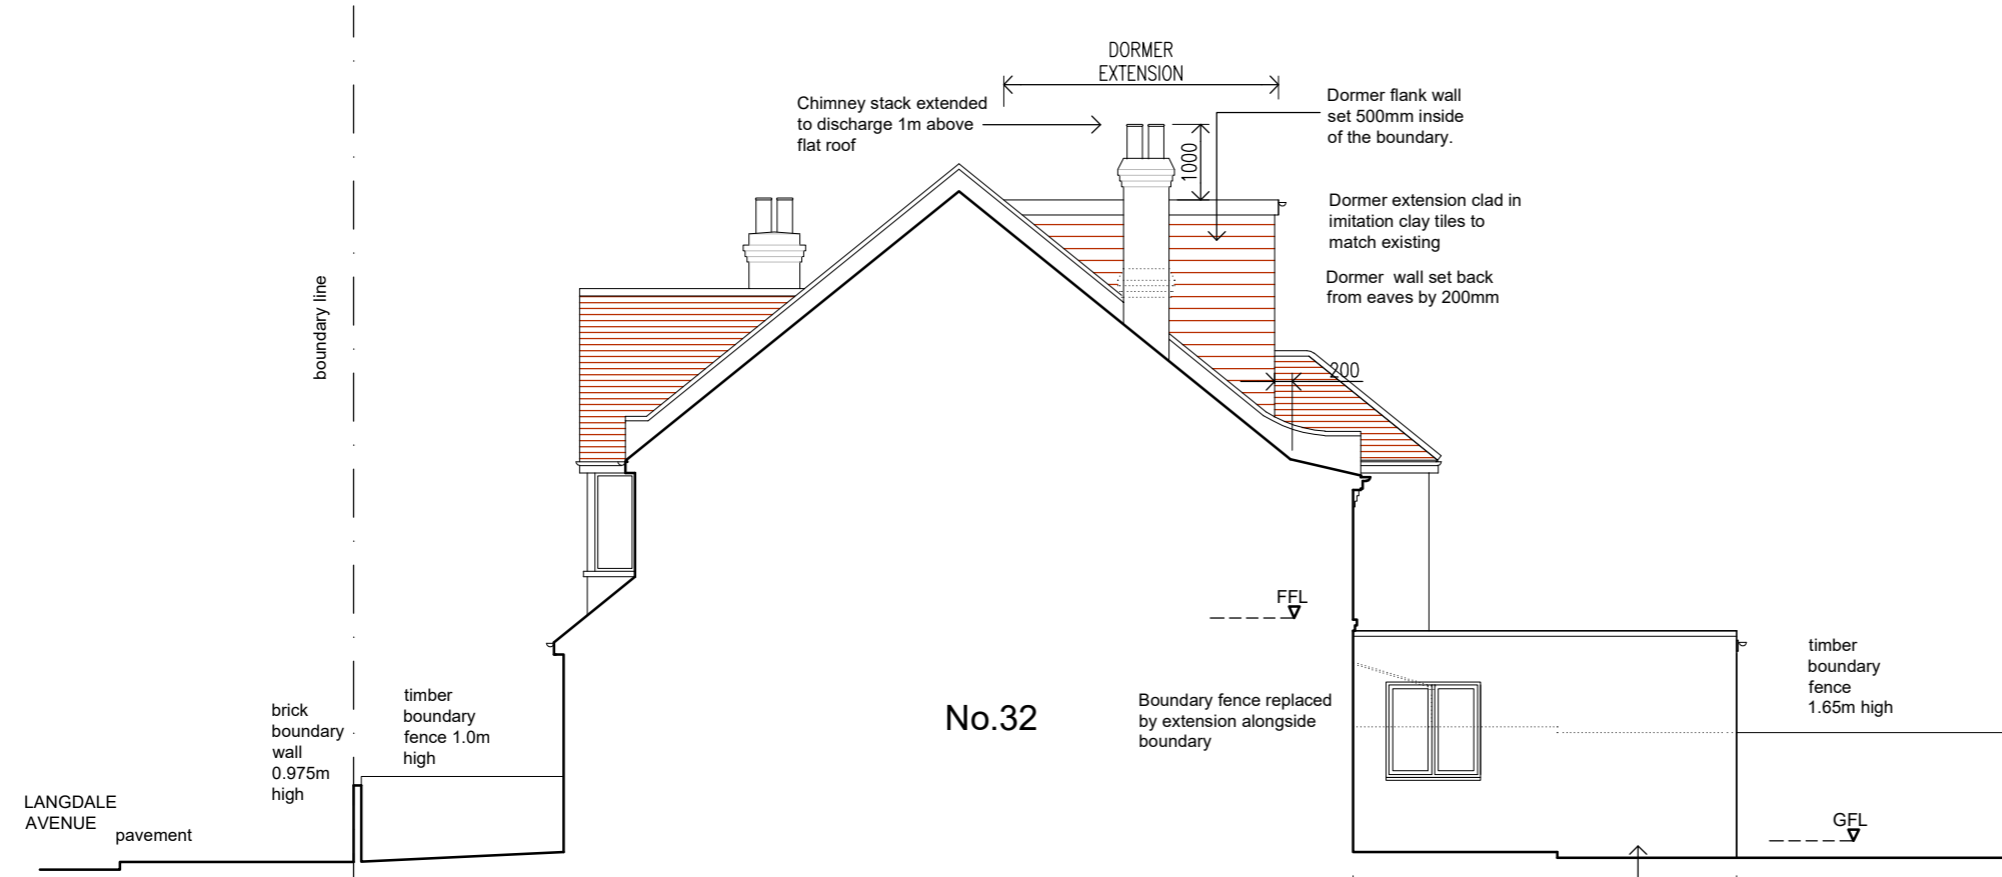 DORMER
EXTENSION
Chimney stack extended
to discharge 1m above
flat roof
Dormer flank wall
set 500mm inside
of the boundary.
1000
Dormer extension clad in
imitation clay tiles to
match existing
Dormer wall set back
from eaves by 200mm
boundary line
200
FFL
timber
boundary
fence
1.65m high
timber
boundary
fence 1.0m
high
brick
boundary
wall
0.975m
high
No.32
Boundary fence replaced
by extension alongside
boundary
LANGDALE
AVENUE
pavement
GFL